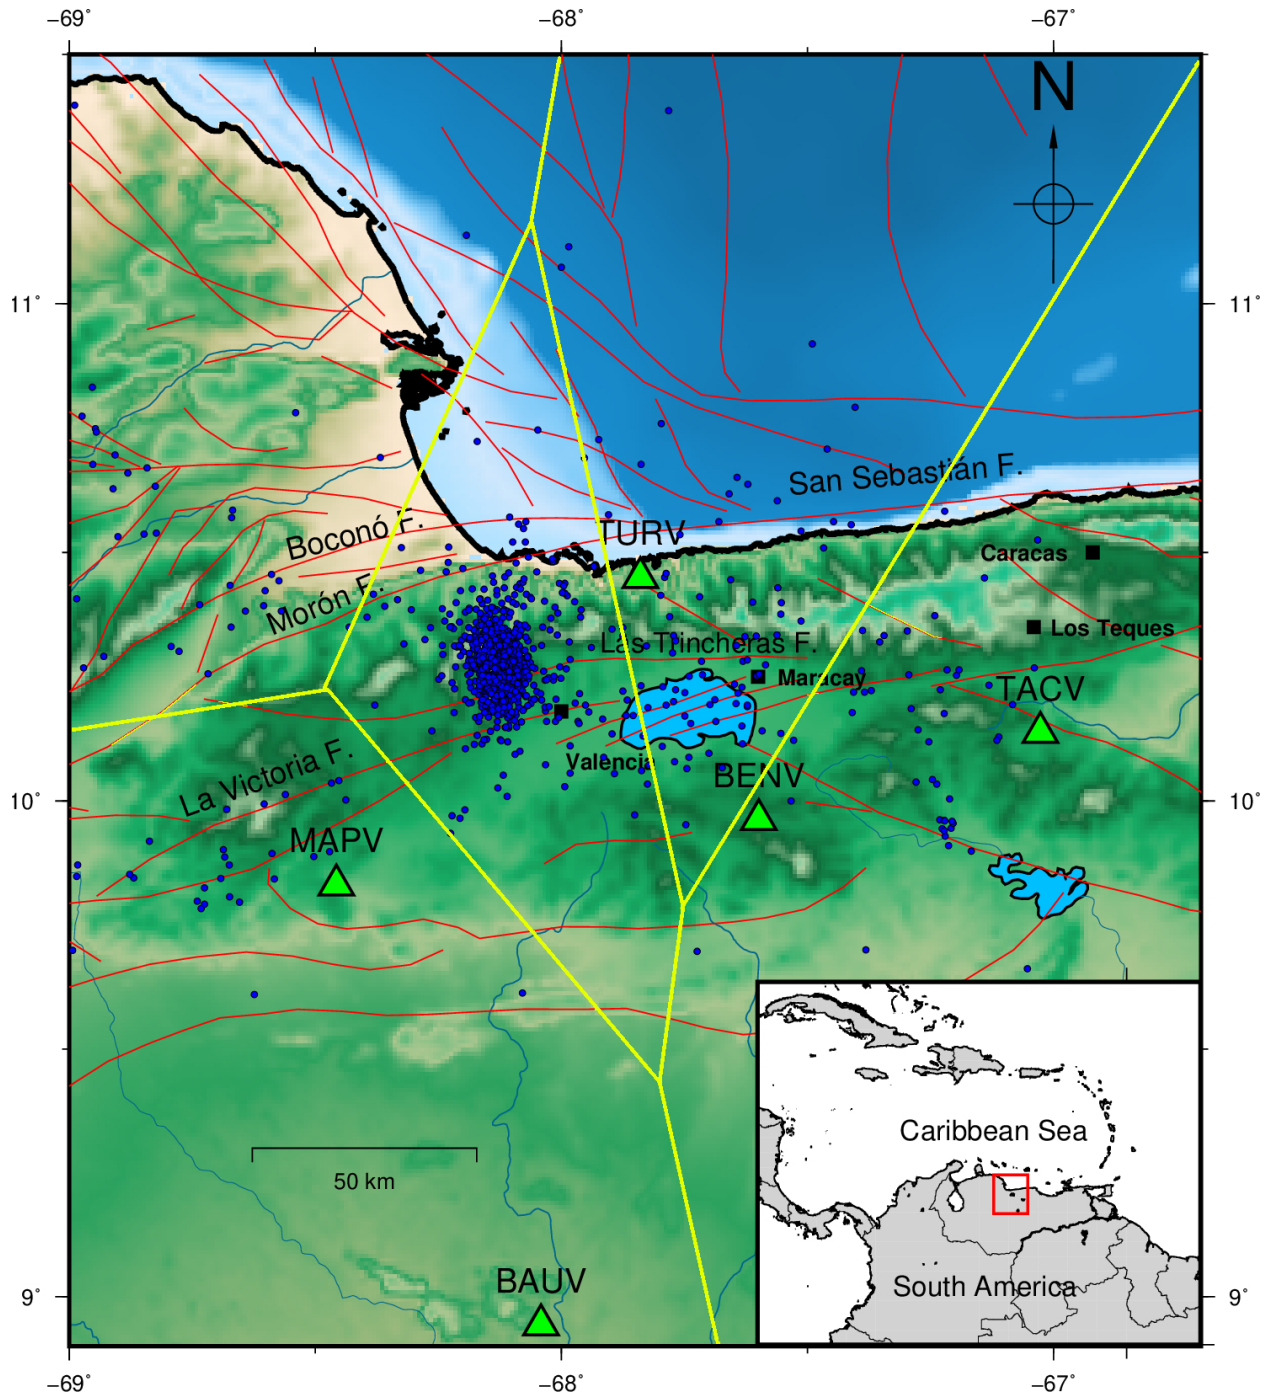 −69˚
−68˚
−67˚
N
11˚
11˚
San Sebastián F.
Boconó F.
TURV
Caracas
Morón F.
Las Trincheras F.
Los Teques
Maracay
TACV
Valencia
La Victoria F.
BENV
10˚
10˚
MAPV
Caribbean Sea
50 km
South America
BAUV
9˚
9˚
−69˚
−68˚
−67˚